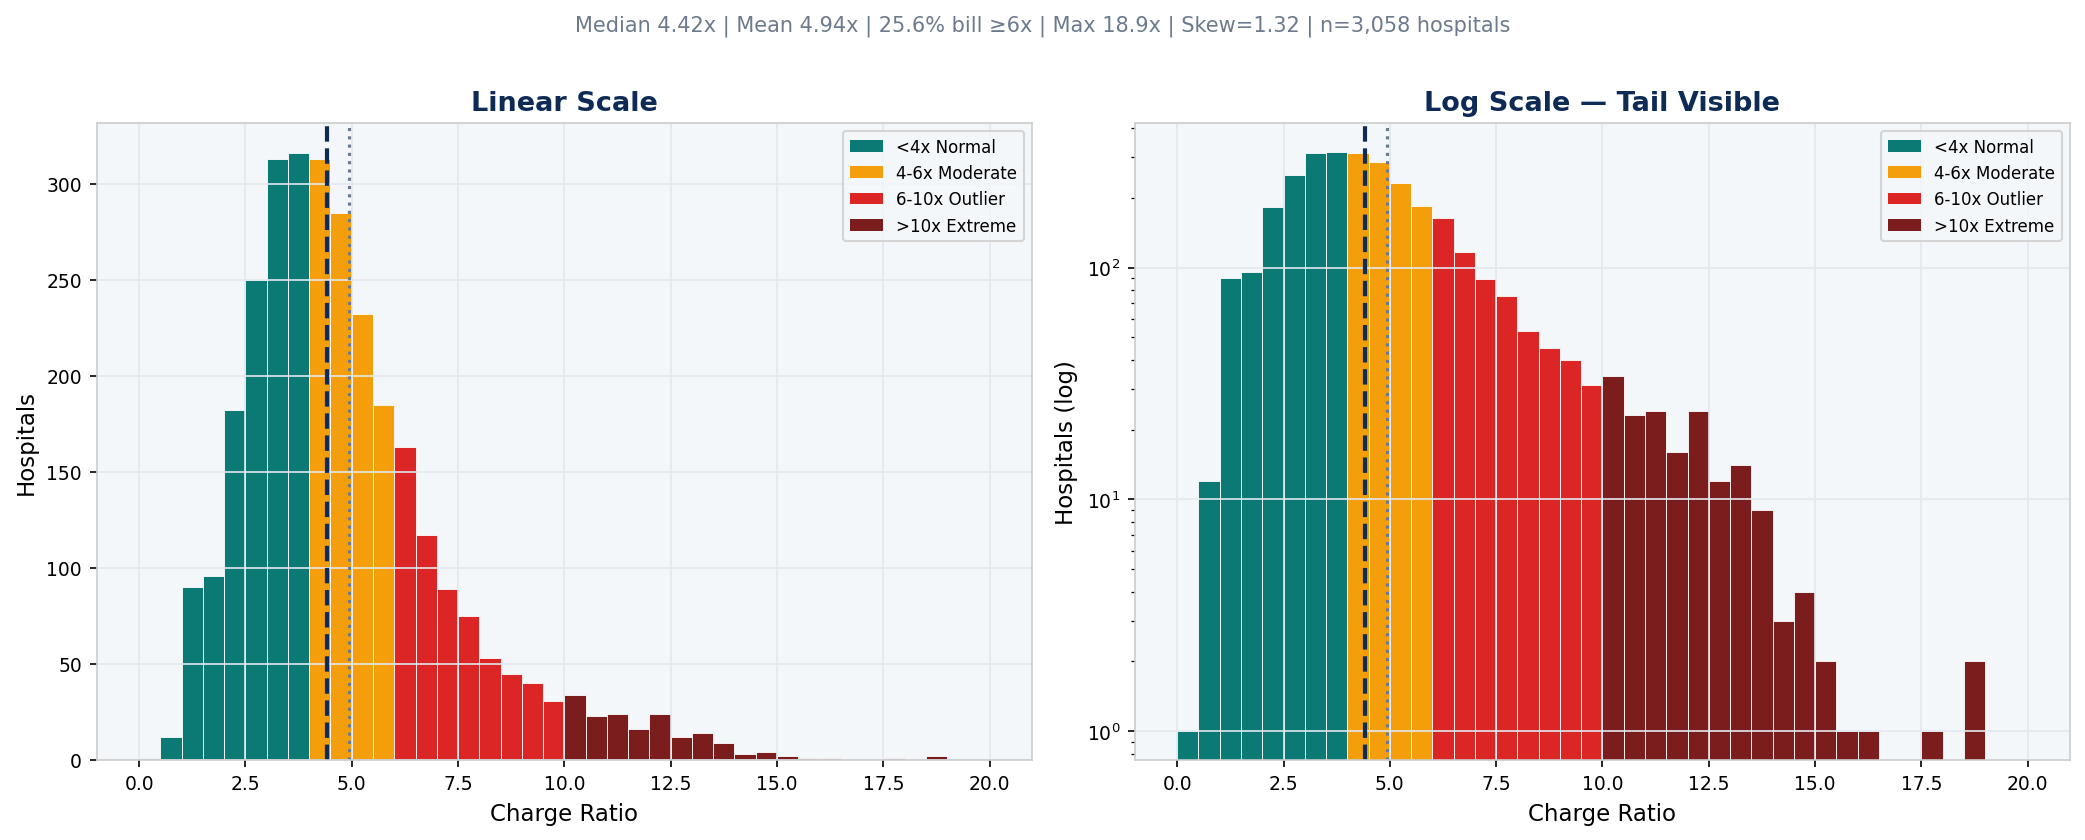 Median 4.42x | Mean 4.94x | 25.6% bill ≥6x | Max 18.9x | Skew=1.32 | n=3,058 hospitals
Linear Scale
<4x Normal
4-6x Moderate
6-10x Outlier
>10x Extreme
Hospitals
300
250
200
150
100
50
0
0.0 2.5 5.0 7.5 10.0 12.5 15.0 17.5 20.0
Charge Ratio
Log Scale — Tail Visible
<4x Normal
4-6x Moderate
6-10x Outlier
>10x Extreme
Hospitals (log)
10²
10¹
10⁰
0.0 2.5 5.0 7.5 10.0 12.5 15.0 17.5 20.0
Charge Ratio